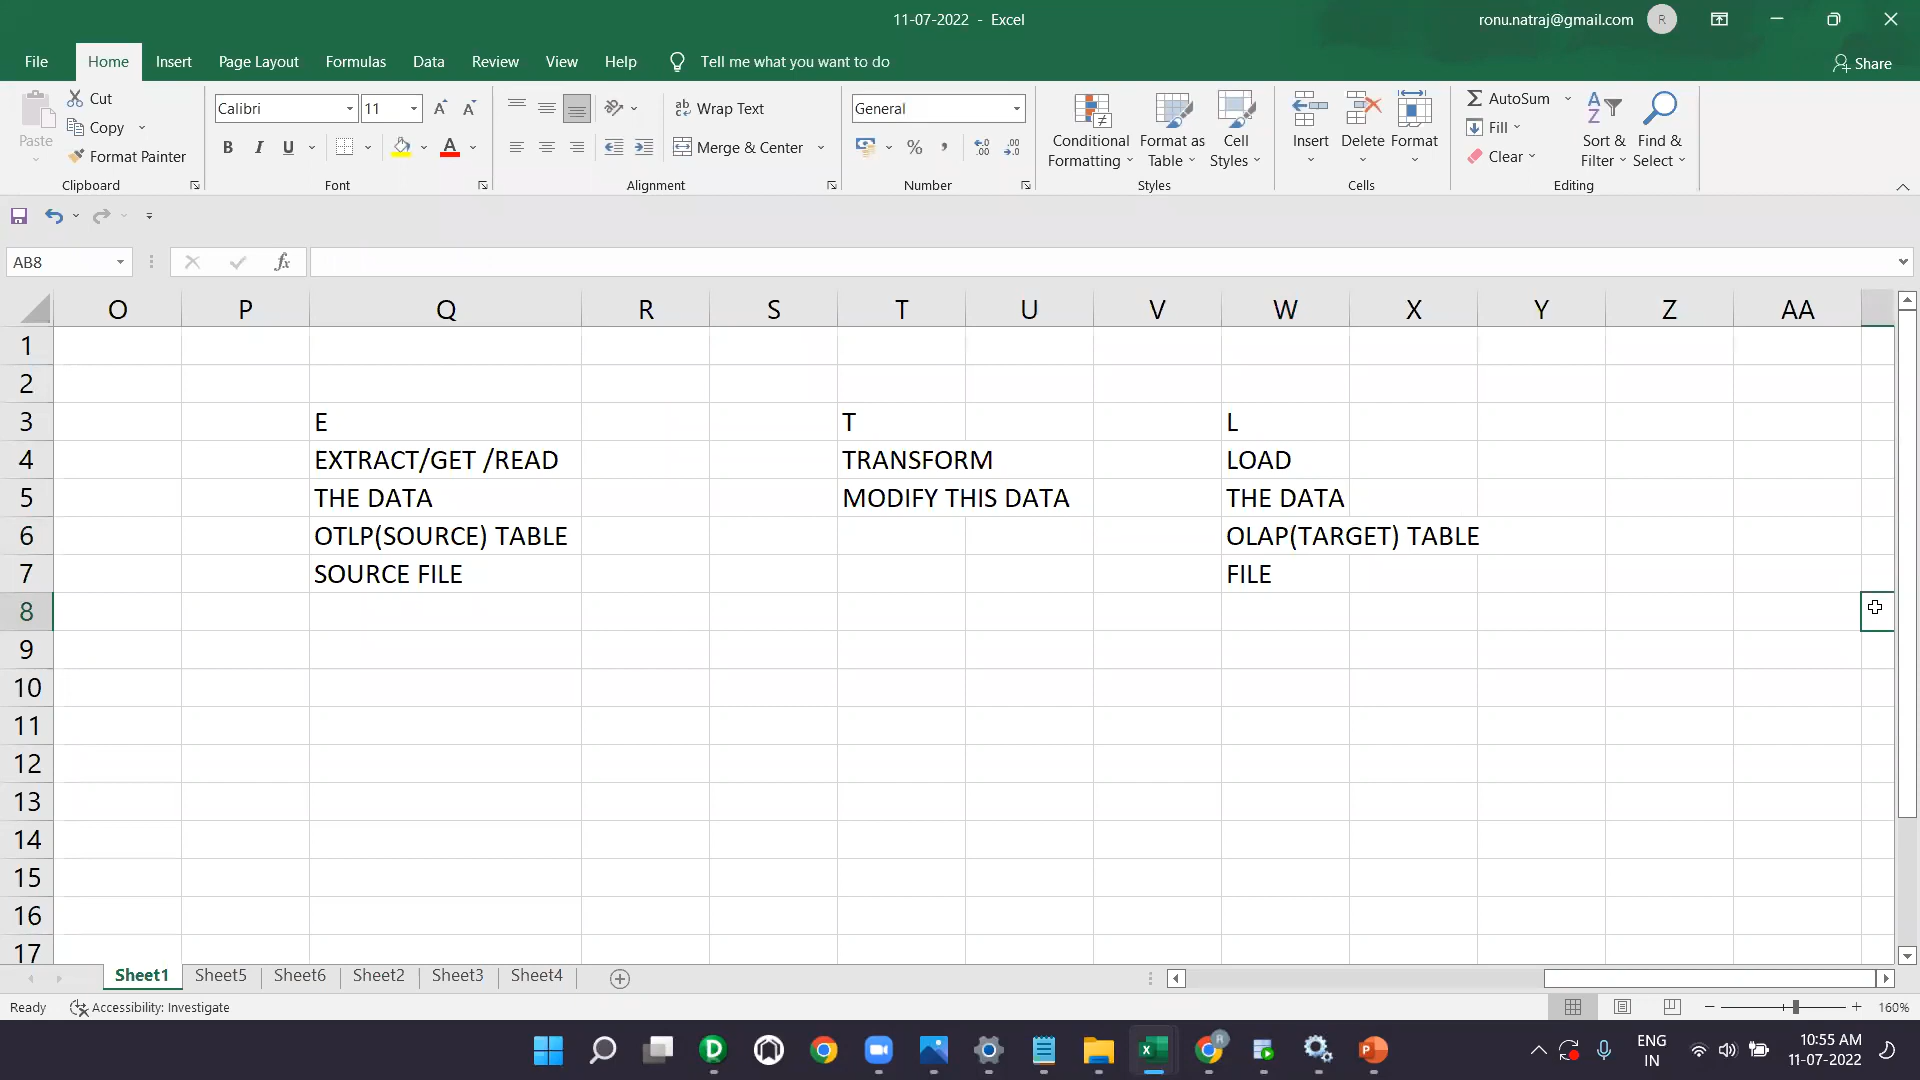 11-07-2022 - Excel
ronu.natraj@gmail.com R
File Home Insert Page Layout Formulas Data Review View Help Tell me what you want to do Share
Cut
Copy
Format Painter
Paste
Clipboard
Calibri 11
B I U
Font
Wrap Text
Merge & Center
Alignment
General
Number
Conditional Formatting
Format as Table
Cell Styles
Styles
Insert
Delete
Format
Cells
AutoSum
Fill
Clear
Sort & Filter
Find & Select
Editing
AB8 fx
O P Q R S T U V W X Y Z AA
1
2
3 E T L
4 EXTRACT/GET /READ TRANSFORM LOAD
5 THE DATA MODIFY THIS DATA THE DATA
6 OTLP(SOURCE) TABLE OLAP(TARGET) TABLE
7 SOURCE FILE FILE
8
9
10
11
12
13
14
15
16
17
Sheet1 Sheet5 Sheet6 Sheet2 Sheet3 Sheet4
Ready Accessibility: Investigate 160%
ENG IN
10:55 AM
11-07-2022